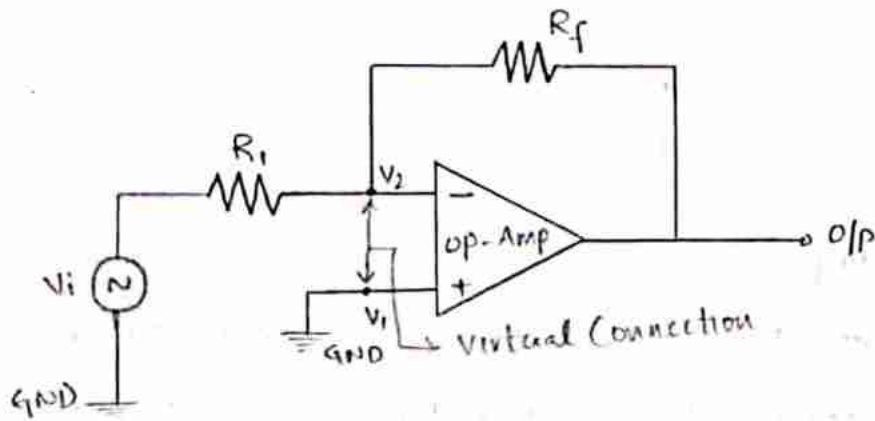 Rf
R1
V2
-
op-Amp
O/P
Vi
+
V1
GND
Virtual Connection
GND